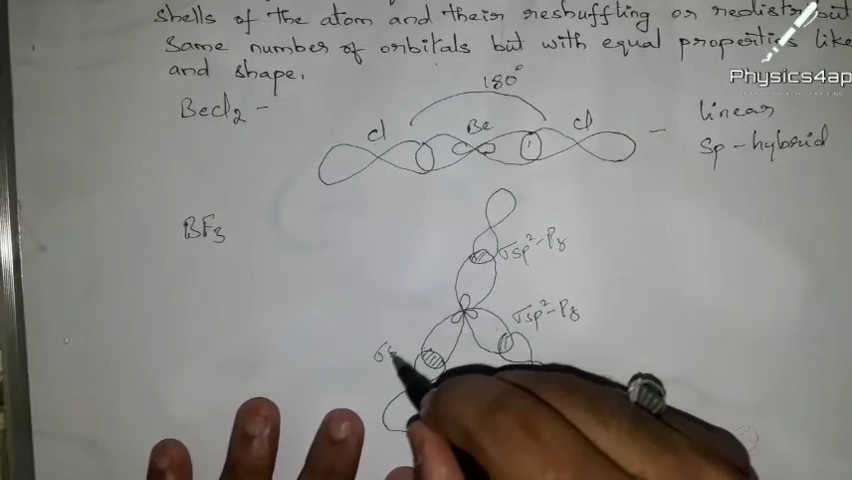 shells of the atom and their reshuffling or redistribut
same number of orbitals but with equal properties like
and shape.
Physics4ap
180°
BeCl2 -
Cl
Be
Cl
- linear
sp - hybrid
BF3
σsp²-Pz
σsp²-Pz
σs